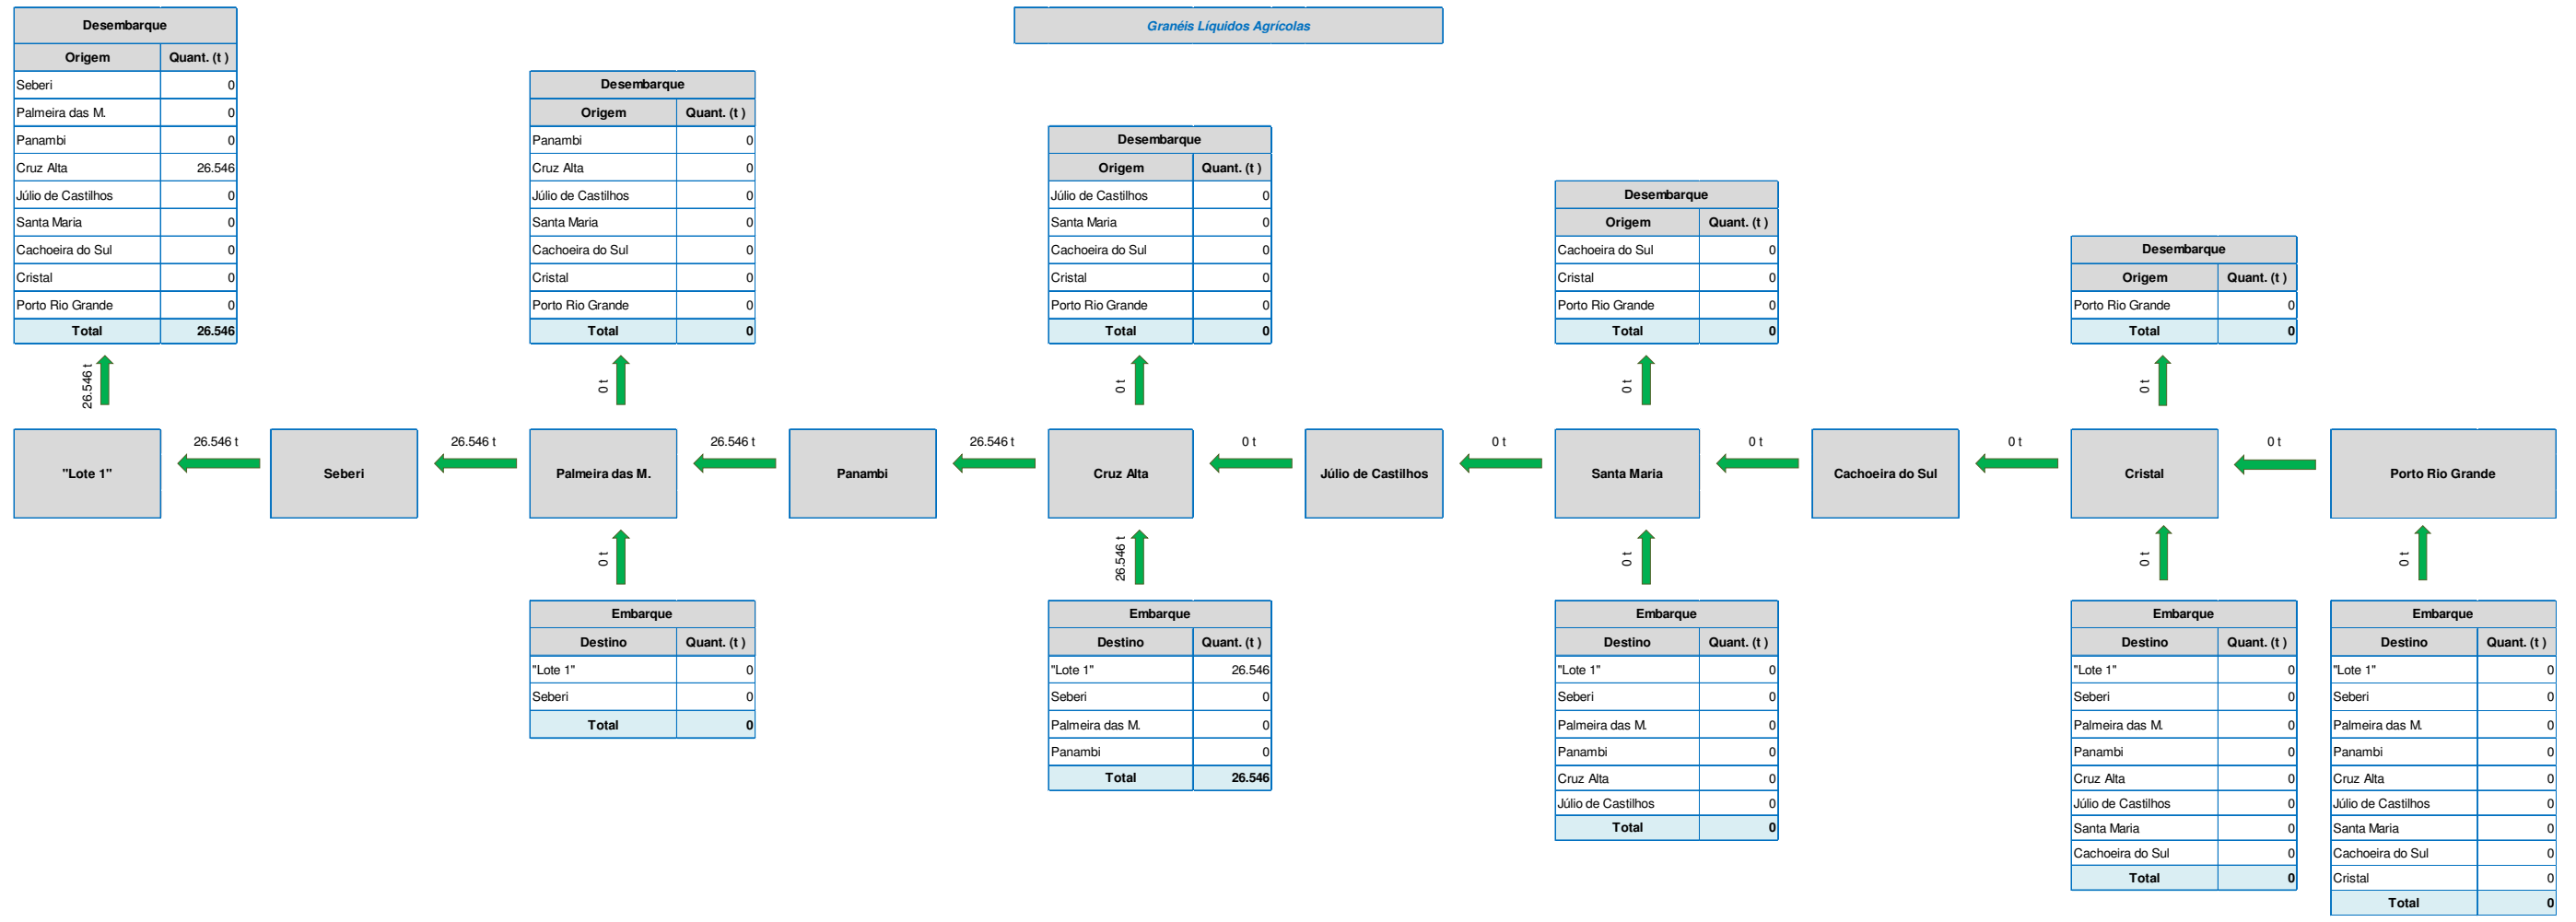 Granéis Líquidos Agrícolas
Desembarque
Origem Quant. (t )
Seberi 0
Palmeira das M. 0
Panambi 0
Cruz Alta 26.546
Júlio de Castilhos 0
Santa Maria 0
Cachoeira do Sul 0
Cristal 0
Porto Rio Grande 0
Total 26.546
Desembarque
Origem Quant. (t )
Panambi 0
Cruz Alta 0
Júlio de Castilhos 0
Santa Maria 0
Cachoeira do Sul 0
Cristal 0
Porto Rio Grande 0
Total 0
Desembarque
Origem Quant. (t )
Júlio de Castilhos 0
Santa Maria 0
Cachoeira do Sul 0
Cristal 0
Porto Rio Grande 0
Total 0
Desembarque
Origem Quant. (t )
Cachoeira do Sul 0
Cristal 0
Porto Rio Grande 0
Total 0
Desembarque
Origem Quant. (t )
Porto Rio Grande 0
Total 0
26.546 t
0 t
0 t
0 t
0 t
"Lote 1"
26.546 t
Seberi
26.546 t
Palmeira das M.
26.546 t
Panambi
26.546 t
Cruz Alta
0 t
Júlio de Castilhos
0 t
Santa Maria
0 t
Cachoeira do Sul
0 t
Cristal
0 t
Porto Rio Grande
0 t
26.546 t
0 t
0 t
0 t
Embarque
Destino Quant. (t )
"Lote 1" 0
Seberi 0
Total 0
Embarque
Destino Quant. (t )
"Lote 1" 26.546
Seberi 0
Palmeira das M. 0
Panambi 0
Total 26.546
Embarque
Destino Quant. (t )
"Lote 1" 0
Seberi 0
Palmeira das M. 0
Panambi 0
Cruz Alta 0
Júlio de Castilhos 0
Total 0
Embarque
Destino Quant. (t )
"Lote 1" 0
Seberi 0
Palmeira das M. 0
Panambi 0
Cruz Alta 0
Júlio de Castilhos 0
Santa Maria 0
Cachoeira do Sul 0
Total 0
Embarque
Destino Quant. (t )
"Lote 1" 0
Seberi 0
Palmeira das M. 0
Panambi 0
Cruz Alta 0
Júlio de Castilhos 0
Santa Maria 0
Cachoeira do Sul 0
Cristal 0
Total 0